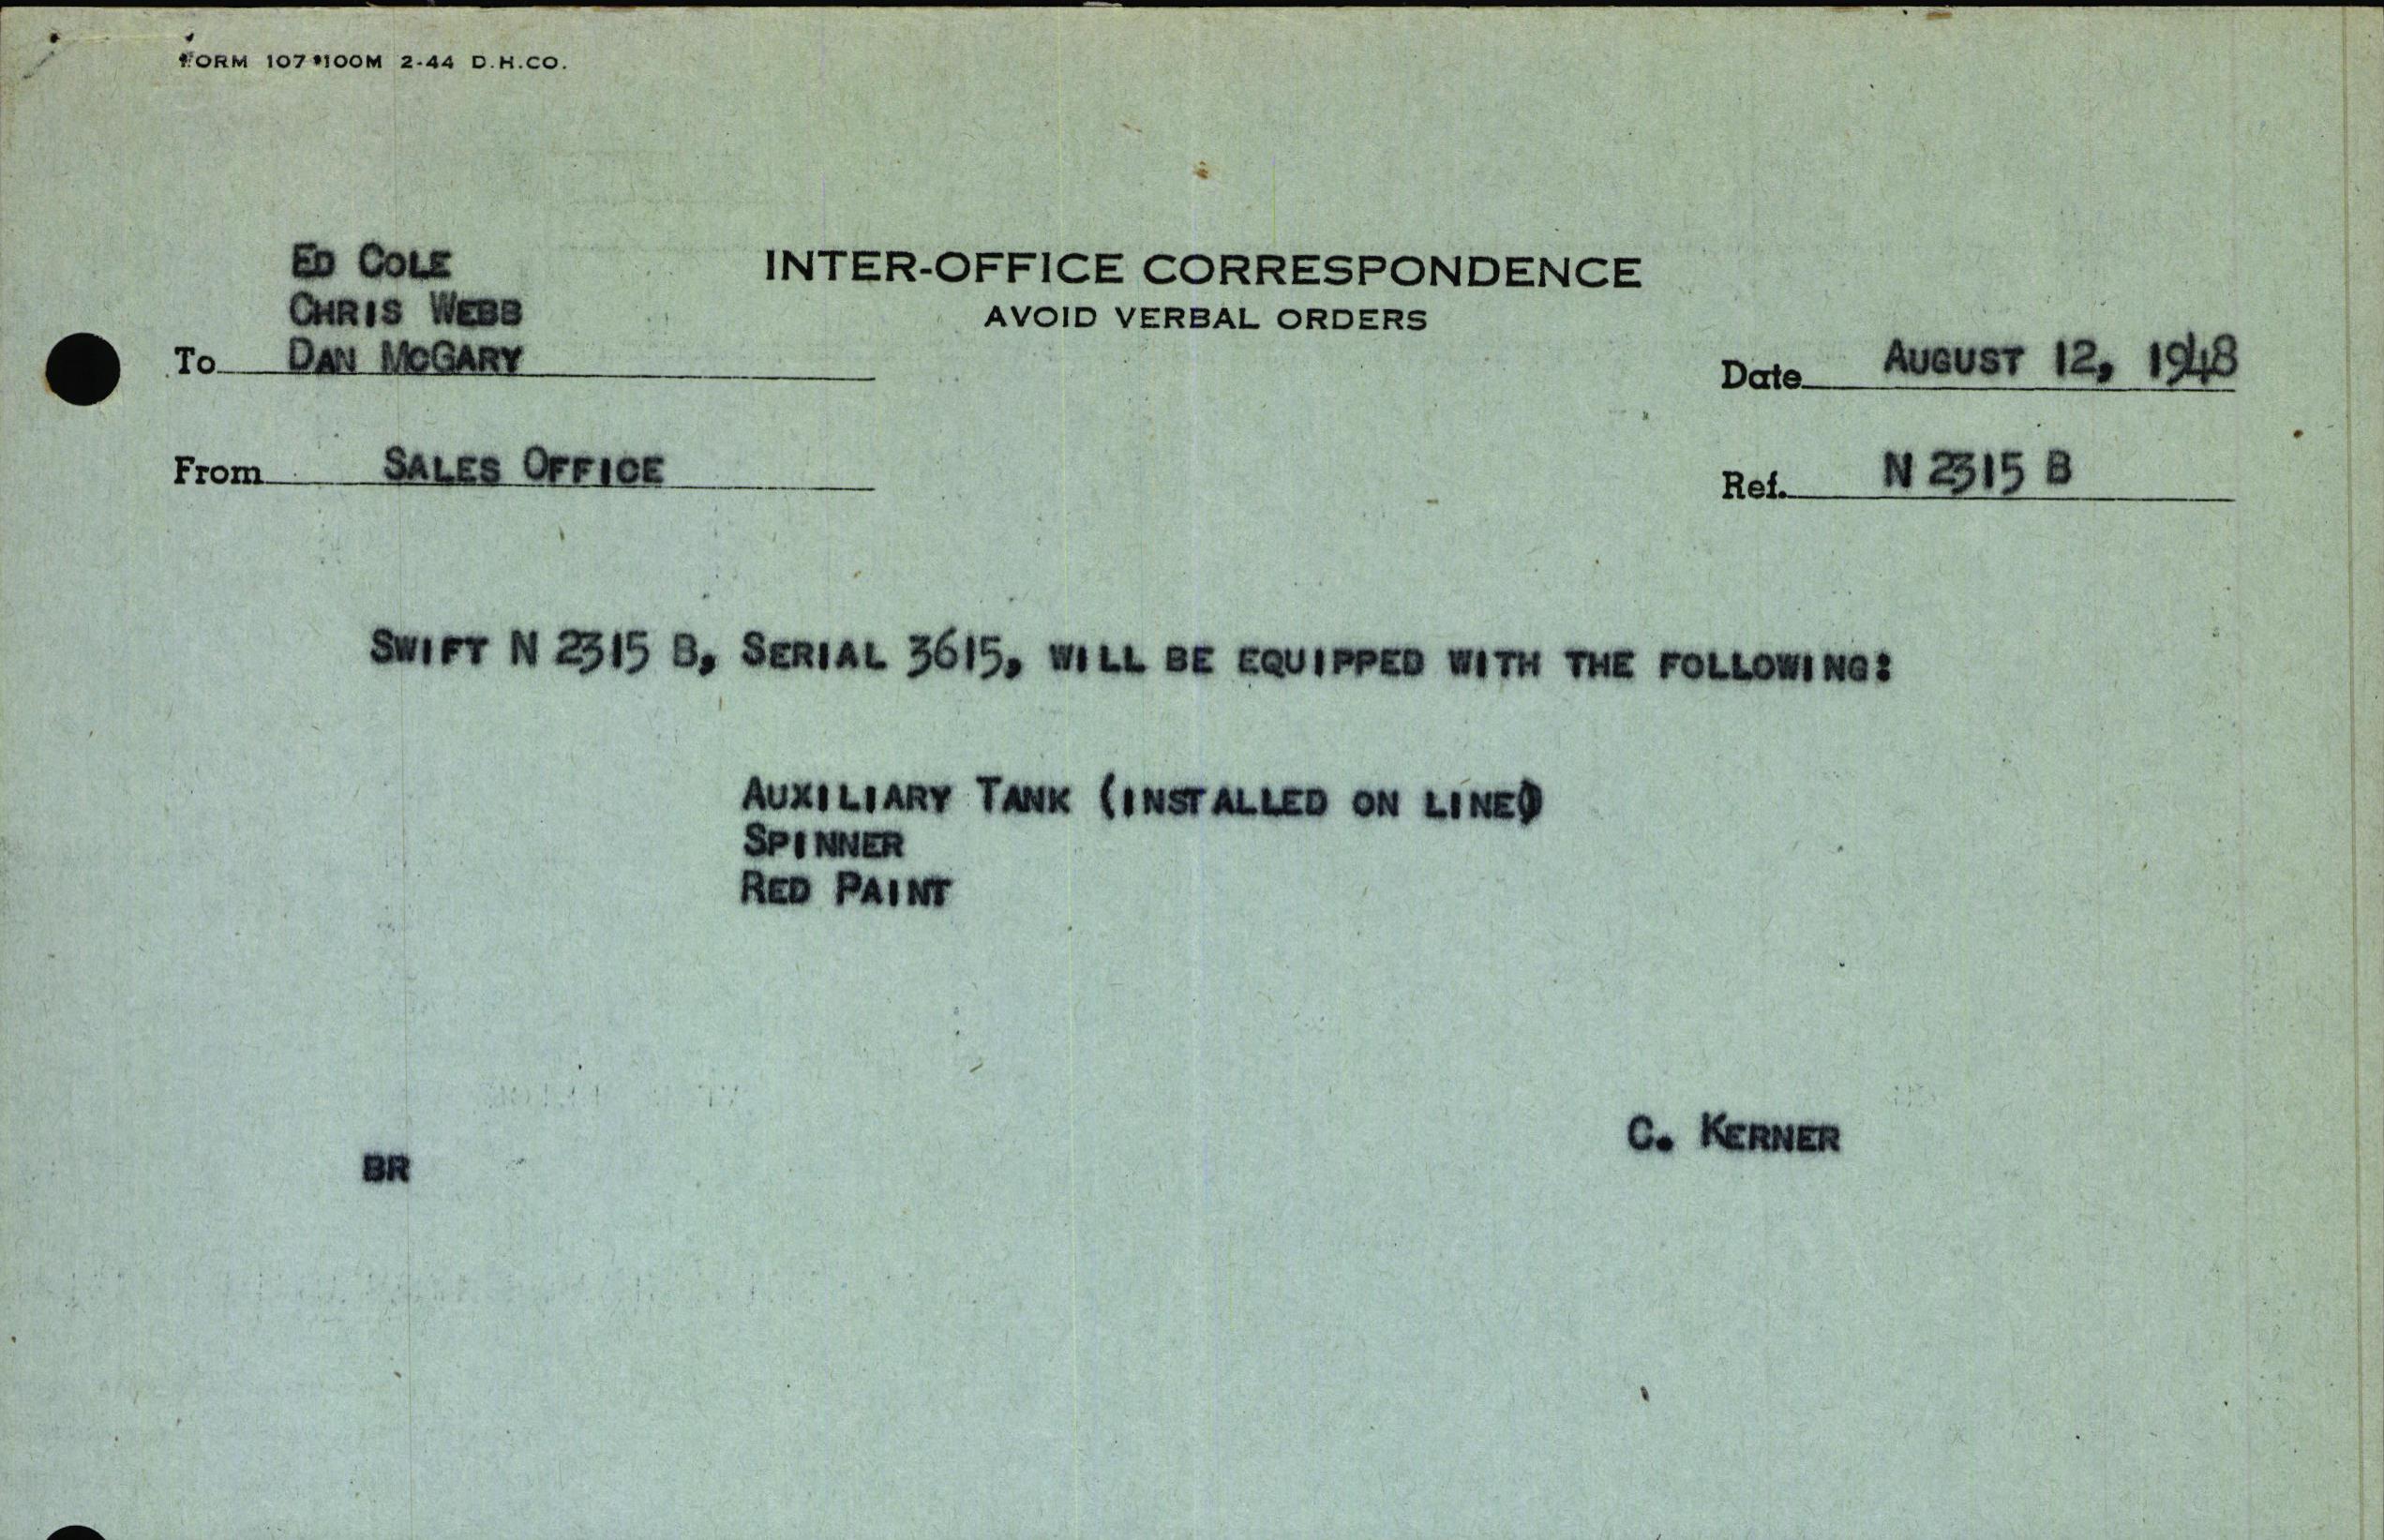 FORM 107 100M 2-44 D.H.CO.
INTER-OFFICE CORRESPONDENCE
AVOID VERBAL ORDERS
ED COLE
CHRIS WEBB
To DAN MCGARY
Date AUGUST 12, 1948
From SALES OFFICE
Ref. N 2315 B
SWIFT N 2315 B, SERIAL 3615, WILL BE EQUIPPED WITH THE FOLLOWING:
AUXILIARY TANK (INSTALLED ON LINE)
SPINNER
RED PAINT
C. KERNER
BR